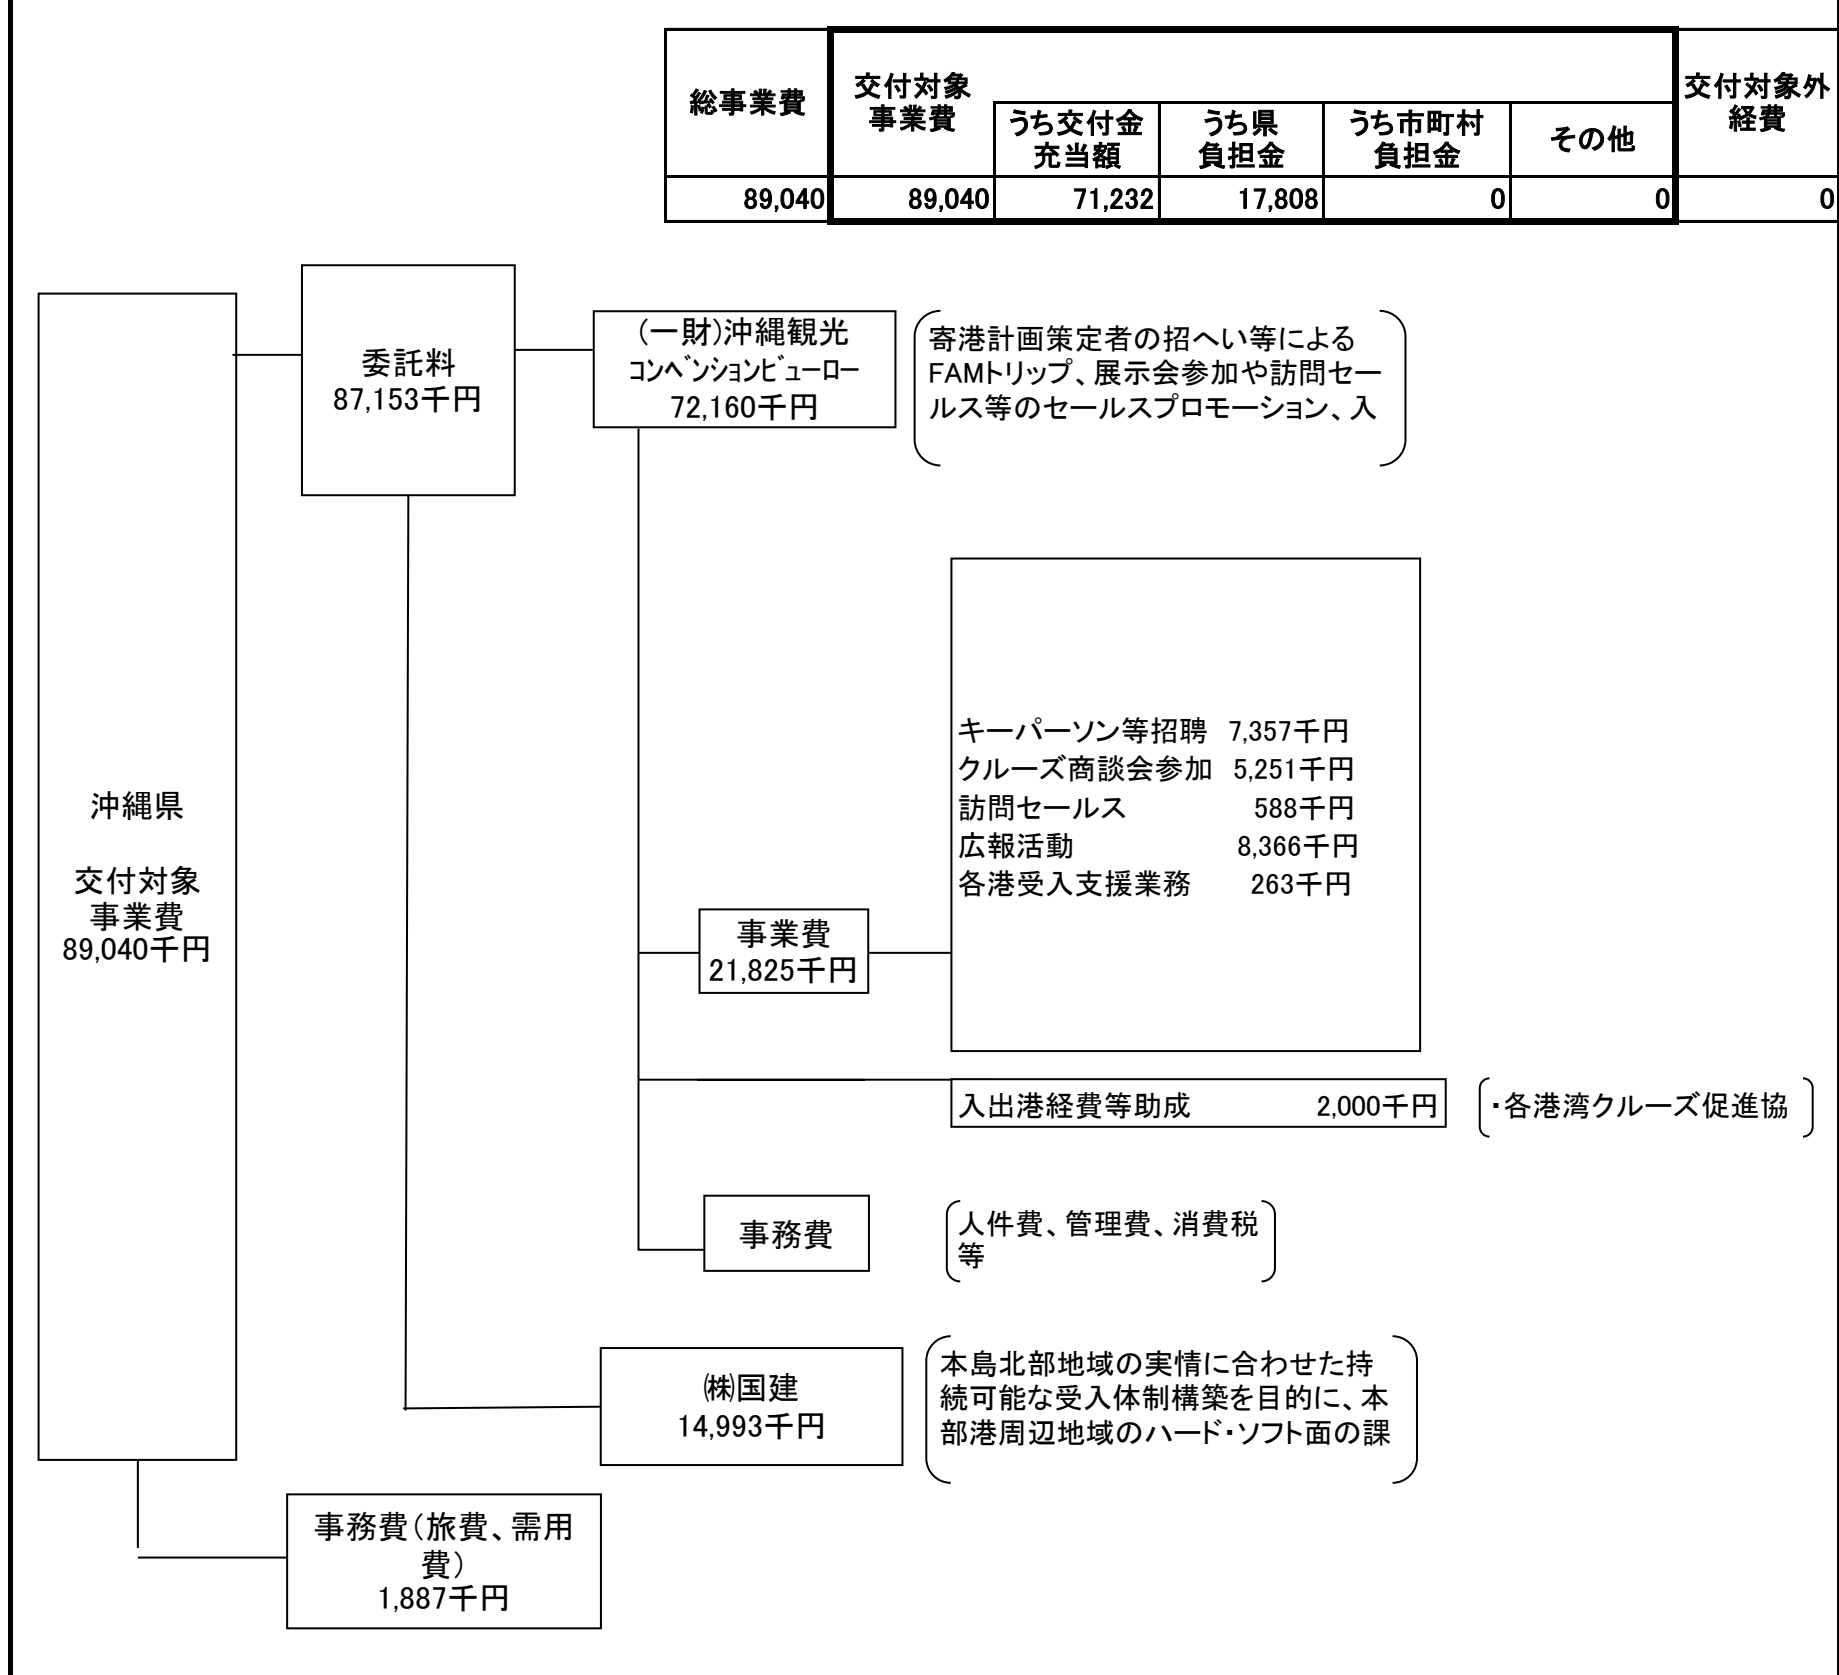 総事業費
交付対象
事業費
うち交付金
充当額
うち県
負担金
うち市町村
負担金
その他
交付対象外
経費
89,040 89,040 71,232 17,808 0 0 0
委託料
87,153千円
(一財)沖縄観光
ｺﾝﾍﾞﾝｼｮﾝﾋﾞｭｰﾛｰ
72,160千円
寄港計画策定者の招へい等による
FAMトリップ、展示会参加や訪問セー
ルス等のセールスプロモーション、入
沖縄県
交付対象
事業費
89,040千円
キーパーソン等招聘 7,357千円
クルーズ商談会参加 5,251千円
訪問セールス 588千円
広報活動 8,366千円
各港受入支援業務 263千円
事業費
21,825千円
入出港経費等助成 2,000千円
・各港湾クルーズ促進協
事務費
人件費、管理費、消費税
等
㈱国建
14,993千円
本島北部地域の実情に合わせた持
続可能な受入体制構築を目的に、本
部港周辺地域のハード・ソフト面の課
事務費(旅費、需用
費)
1,887千円